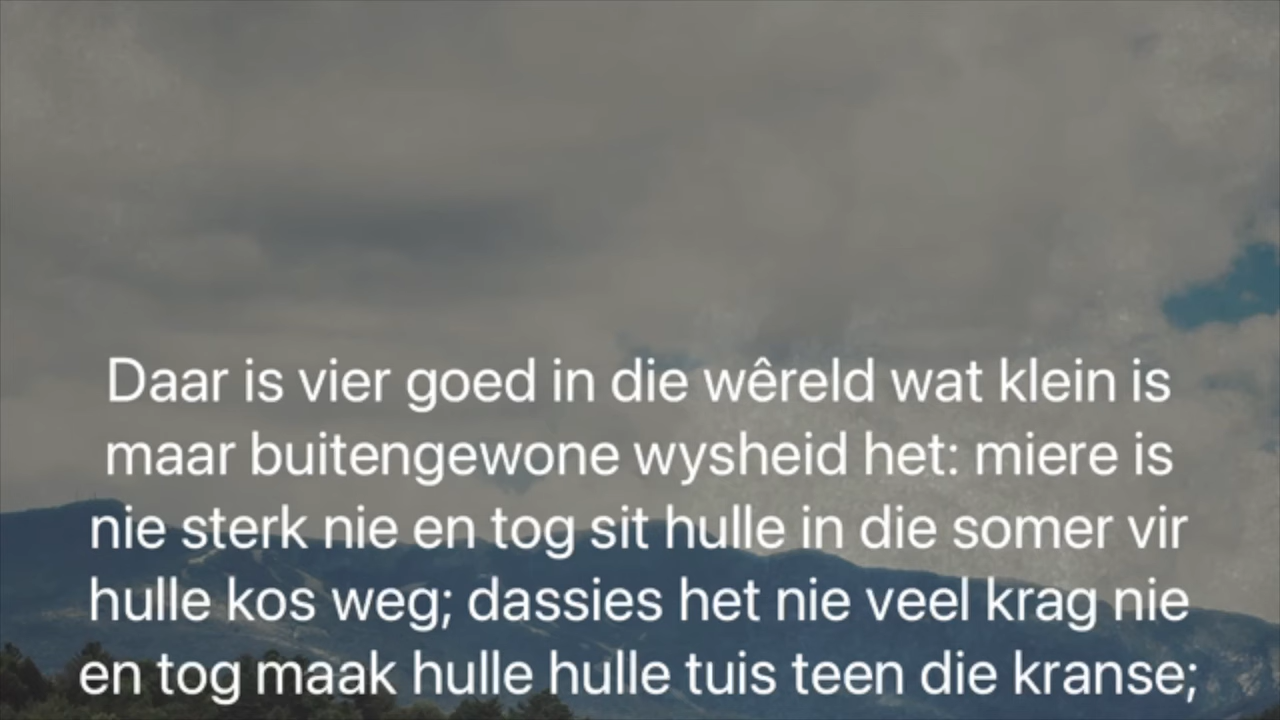 Daar is vier goed in die wêreld wat klein is
maar buitengewone wysheid het: miere is
nie sterk nie en tog sit hulle in die somer vir
hulle kos weg; dassies het nie veel krag nie
en tog maak hulle hulle tuis teen die kranse;